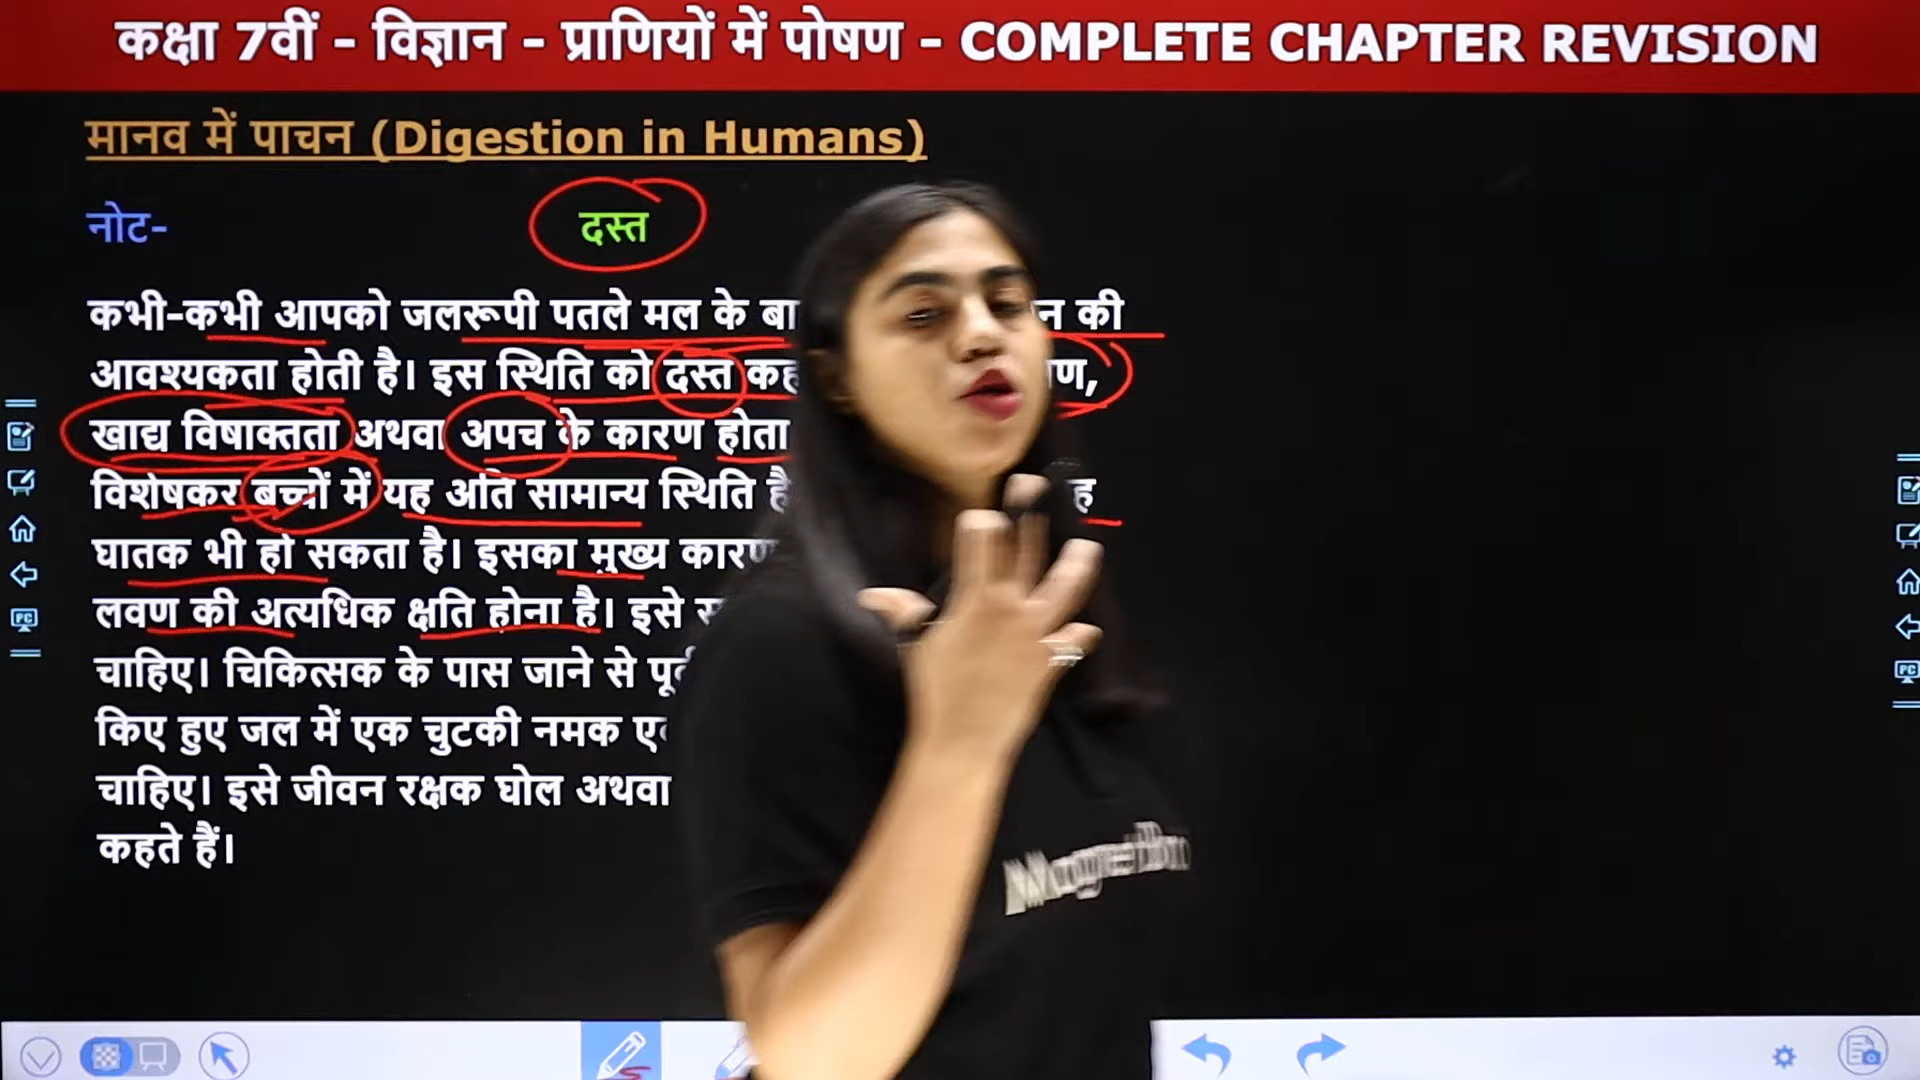 कक्षा 7वीं - विज्ञान - प्राणियों में पोषण - COMPLETE CHAPTER REVISION
मानव में पाचन (Digestion in Humans)
नोट-
दस्त
कभी-कभी आपको जलरूपी पतले मल के की
आवश्यकता होती है। इस स्थिति को दस्त
खाद्य विषाक्तता अथवा अपच के कारण होता
विशेषकर बच्चों में यह अति सामान्य स्थिति
घातक भी हो सकता है। इसका मुख्य
लवण की अत्यधिक क्षति होना है। इसे
चाहिए। चिकित्सक के पास जाने से
किए हुए जल में एक चुटकी नमक
चाहिए। इसे जीवन रक्षक घोल अथवा
कहते हैं।
PC
PC